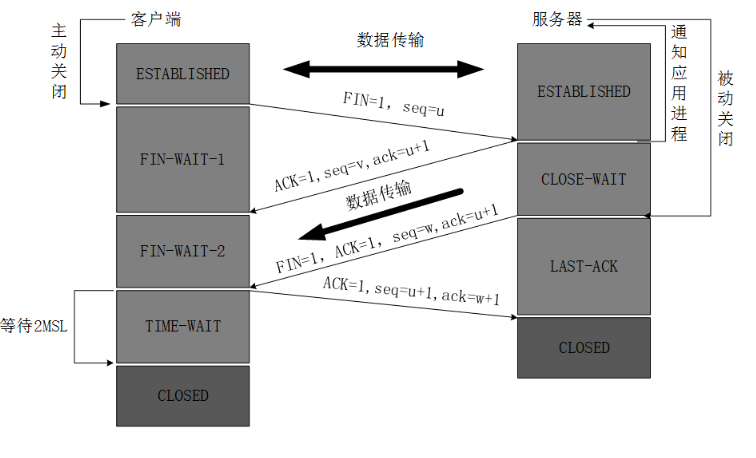 客户端
服务器
主动关闭
数据传输
通知应用进程
被动关闭
ESTABLISHED
ESTABLISHED
FIN=1, seq=u
FIN-WAIT-1
ACK=1,seq=v,ack=u+1
CLOSE-WAIT
数据传输
FIN-WAIT-2
FIN=1, ACK=1, seq=w,ack=u+1
LAST-ACK
ACK=1,seq=u+1,ack=w+1
等待2MSL
TIME-WAIT
CLOSED
CLOSED